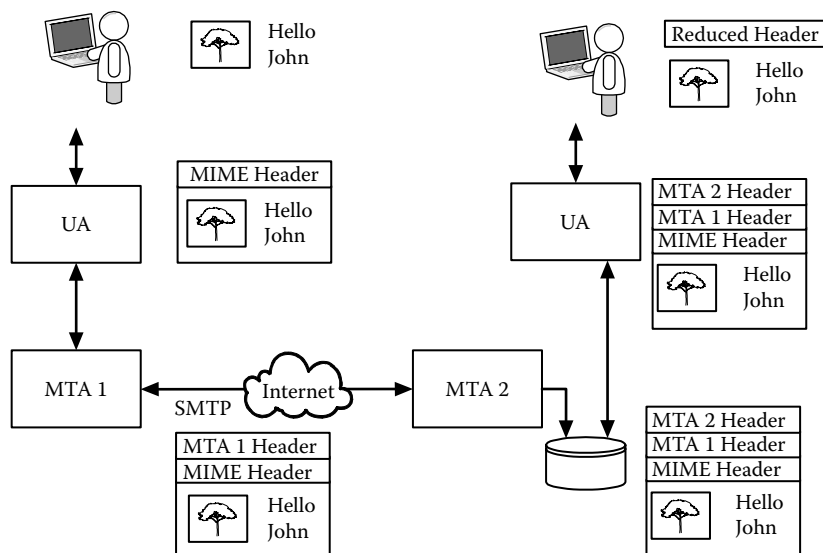 Hello
John
Reduced Header
Hello
John
MIME Header
Hello
John
UA
UA
MTA 2 Header
MTA 1 Header
MIME Header
Hello
John
MTA 1
SMTP
Internet
MTA 2
MTA 1 Header
MIME Header
Hello
John
MTA 2 Header
MTA 1 Header
MIME Header
Hello
John